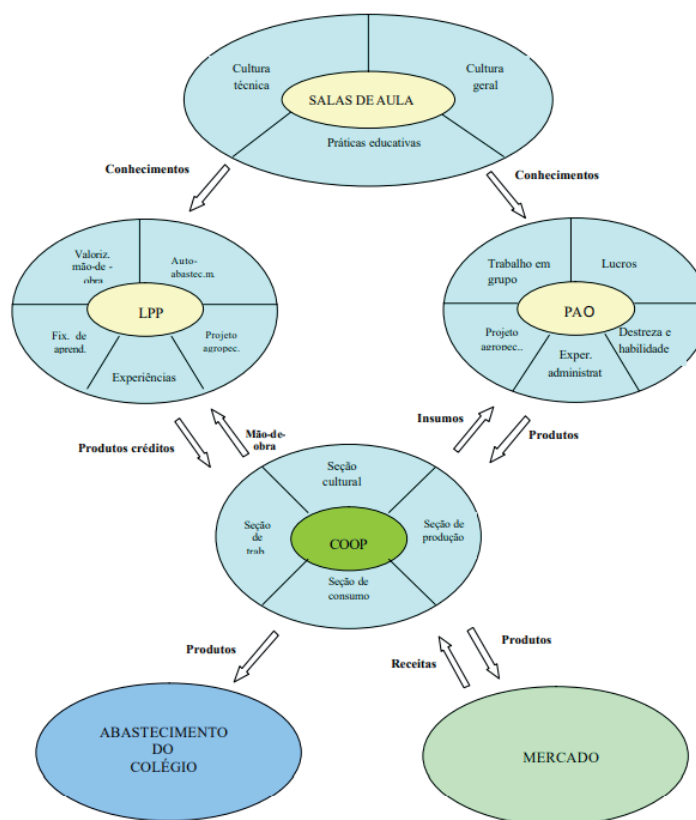 Cultura
técnica
Cultura
geral
SALAS DE AULA
Práticas educativas
Conhecimentos
Conhecimentos
Valoriz.
mão-de -
obra
Auto-
abastec.m.
LPP
Fix. de
aprend.
Projeto
agropec.
Experiências
Trabalho em
grupo
Lucros
PAO
Projeto
agropec..
Destreza e
habilidade
Exper.
administrat
Produtos créditos
Mão-de-
obra
Insumos
Produtos
Seção
cultural
Seção
de
trab
Seção de
produção
COOP
Seção de
consumo
Produtos
Receitas
Produtos
ABASTECIMENTO
DO
COLÉGIO
MERCADO